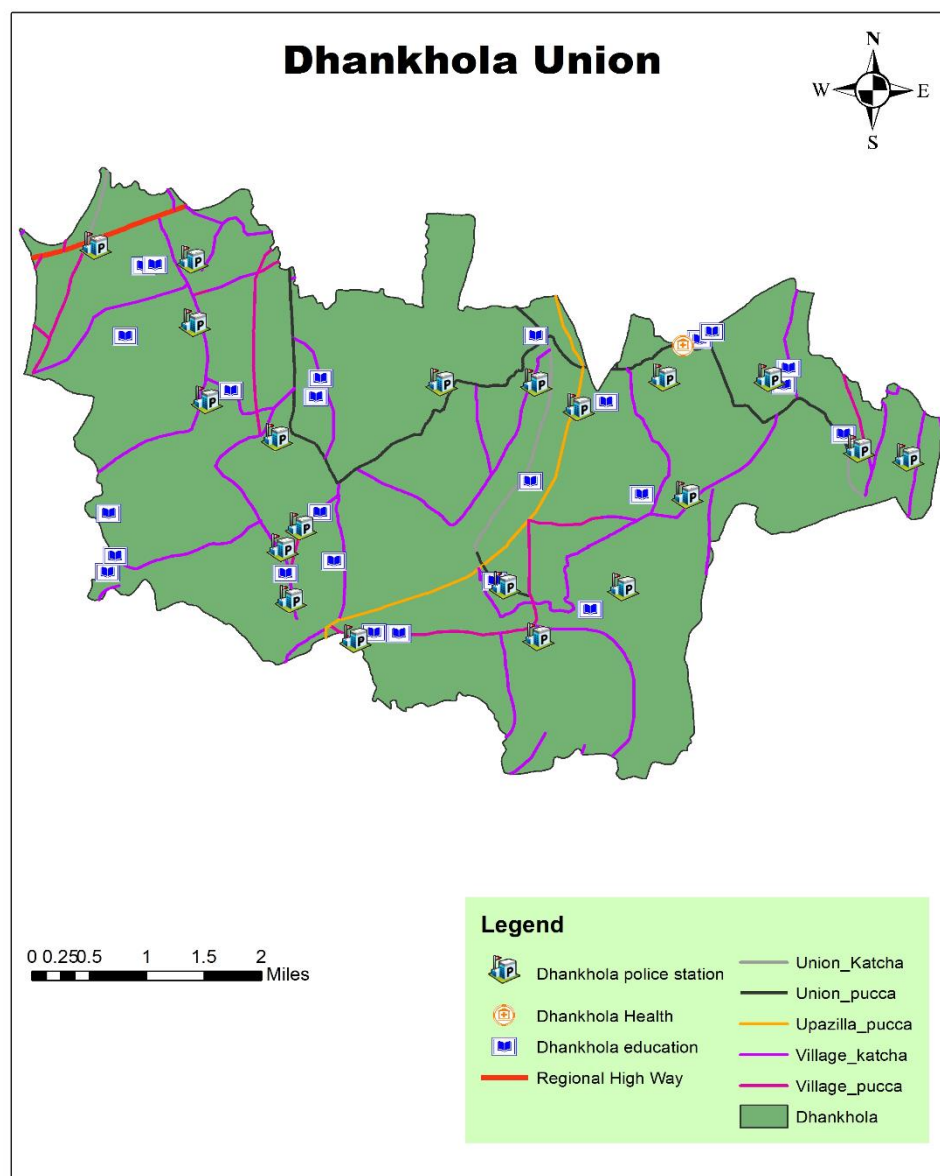 Dhankhola Union
N
W E
S
0 0.25 0.5 1 1.5 2
Miles
Legend
Dhankhola police station
Dhankhola Health
Dhankhola education
Regional High Way
Union_Katcha
Union_pucca
Upazilla_pucca
Village_katcha
Village_pucca
Dhankhola